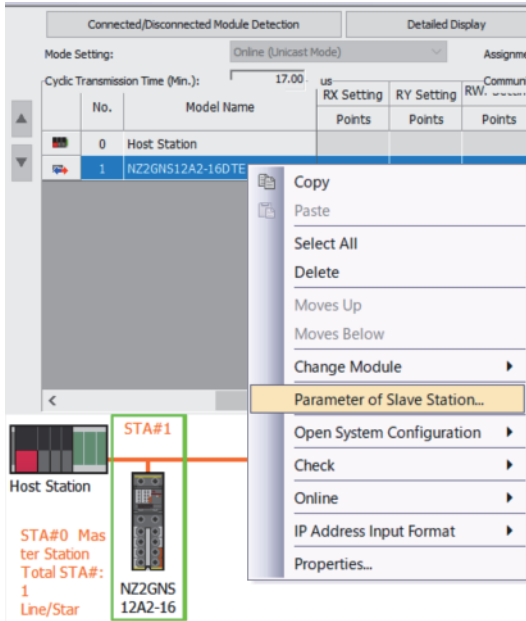 Connected/Disconnected Module Detection Detailed Display
Mode Setting: Online (Unicast Mode)
Cyclic Transmission Time (Min.): 17.00 us
No. Model Name RX Setting RY Setting
Points Points Points
0 Host Station
1 NZ2GNS12A2-16DTE
Copy
Paste
Select All
Delete
Moves Up
Moves Below
Change Module
Parameter of Slave Station...
Open System Configuration
Check
Online
IP Address Input Format
Properties...
STA#1
Host Station
STA#0 Mas
ter Station
Total STA#:
1
Line/Star
NZ2GNS
12A2-16